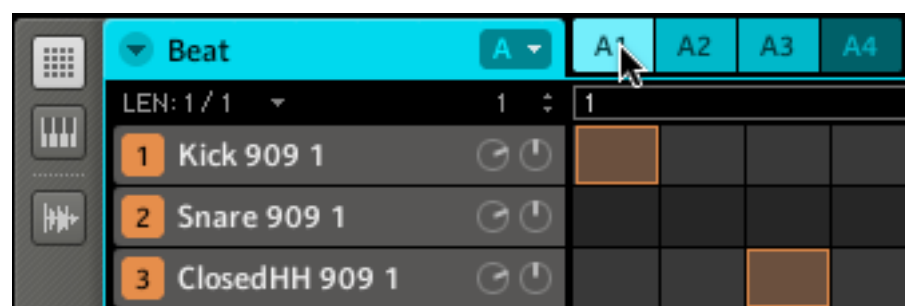 Beat A A1 A2 A3 A4
LEN: 1 / 1 1 1
1 Kick 909 1
2 Snare 909 1
3 ClosedHH 909 1